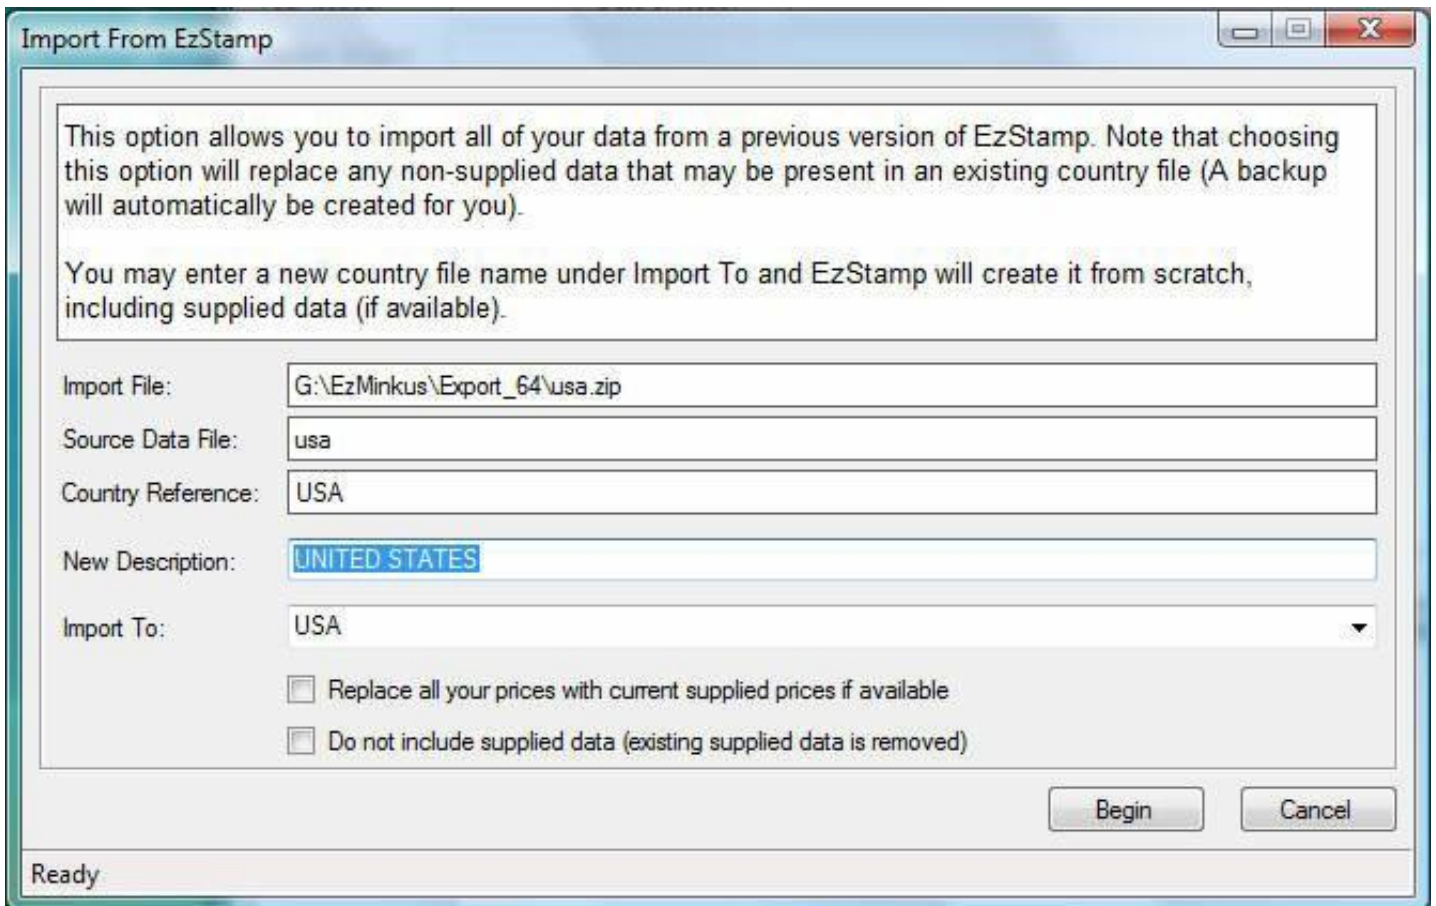 Import From EzStamp
This option allows you to import all of your data from a previous version of EzStamp. Note that choosing
this option will replace any non-supplied data that may be present in an existing country file (A backup
will automatically be created for you).
You may enter a new country file name under Import To and EzStamp will create it from scratch,
including supplied data (if available).
Import File: G:\EzMinkus\Export_64\usa.zip
Source Data File: usa
Country Reference: USA
New Description: UNITED STATES
Import To: USA
Replace all your prices with current supplied prices if available
Do not include supplied data (existing supplied data is removed)
Begin Cancel
Ready